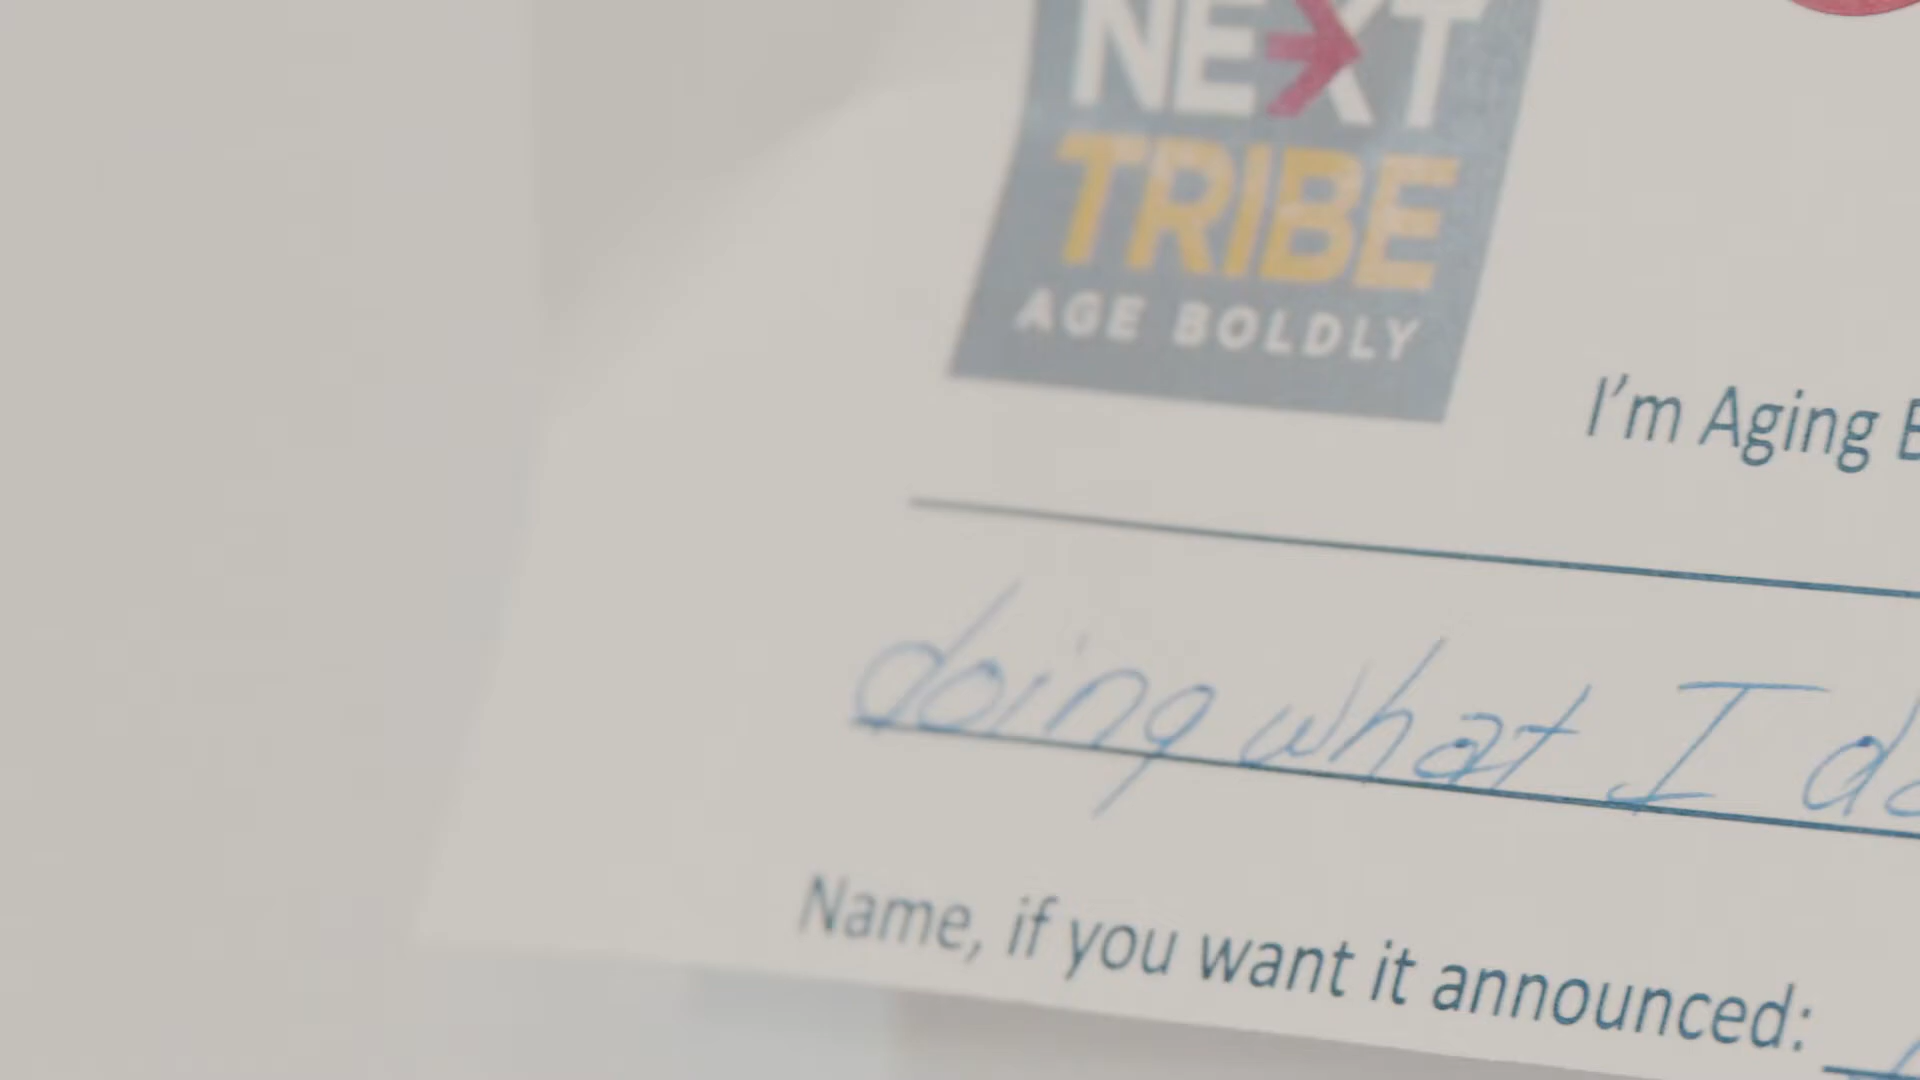 NEXT
TRIBE
AGE BOLDLY
I'm Aging
doing what I
Name, if you want it announced: